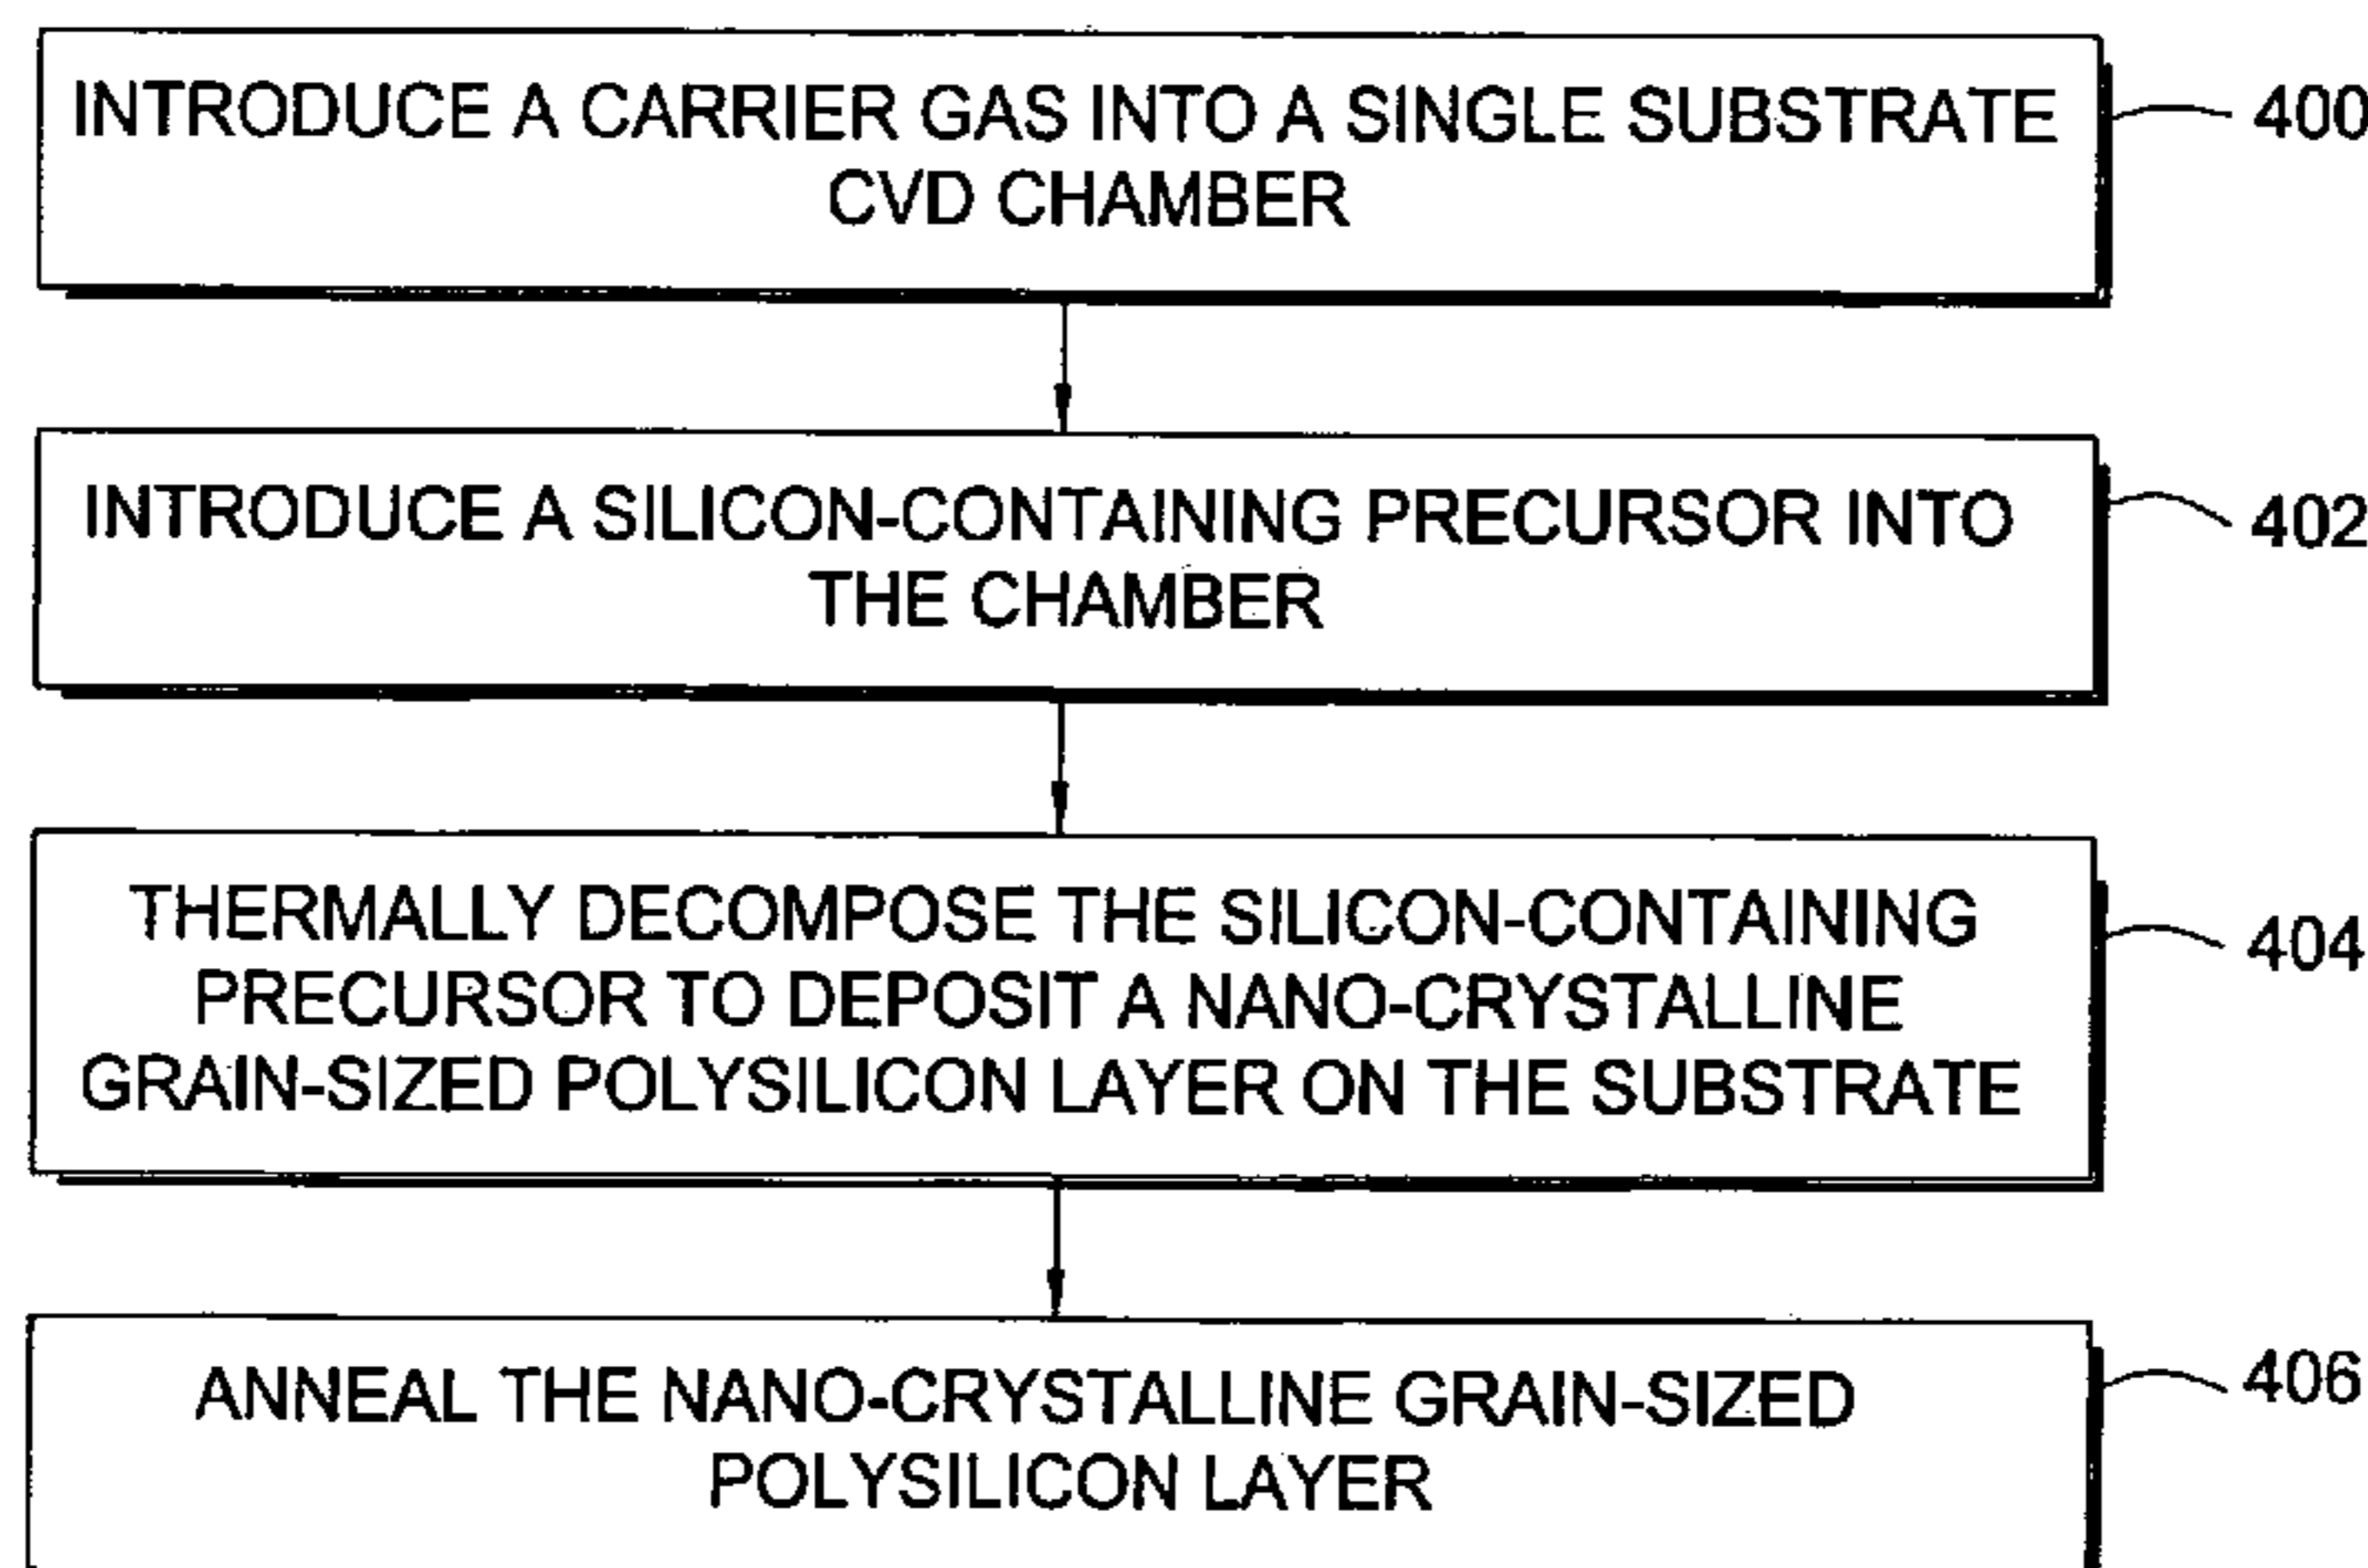 INTRODUCE A CARRIER GAS INTO A SINGLE SUBSTRATE
CVD CHAMBER
400
INTRODUCE A SILICON-CONTAINING PRECURSOR INTO
THE CHAMBER
402
THERMALLY DECOMPOSE THE SILICON-CONTAINING
PRECURSOR TO DEPOSIT A NANO-CRYSTALLINE
GRAIN-SIZED POLYSILICON LAYER ON THE SUBSTRATE
404
ANNEAL THE NANO-CRYSTALLINE GRAIN-SIZED
POLYSILICON LAYER
406